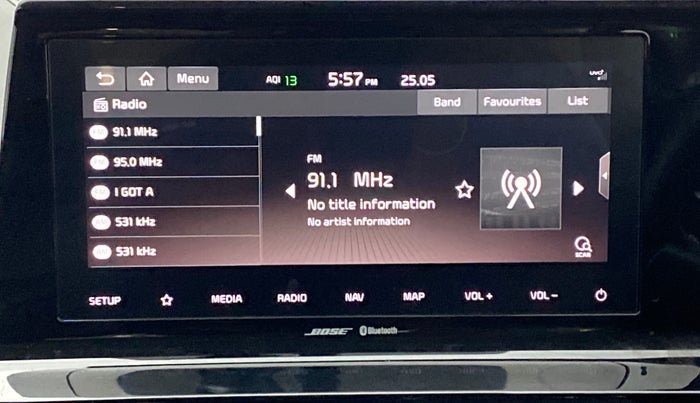 Menu AQI 13 5:57 PM 25.05 UVO
Radio Band Favourites List
91.1 MHz
95.0 MHz
I GOT A
531 kHz
531 kHz
FM
91.1 MHz
No title information
No artist information
SCAN
SETUP MEDIA RADIO NAV MAP VOL + VOL –
BOSE Bluetooth